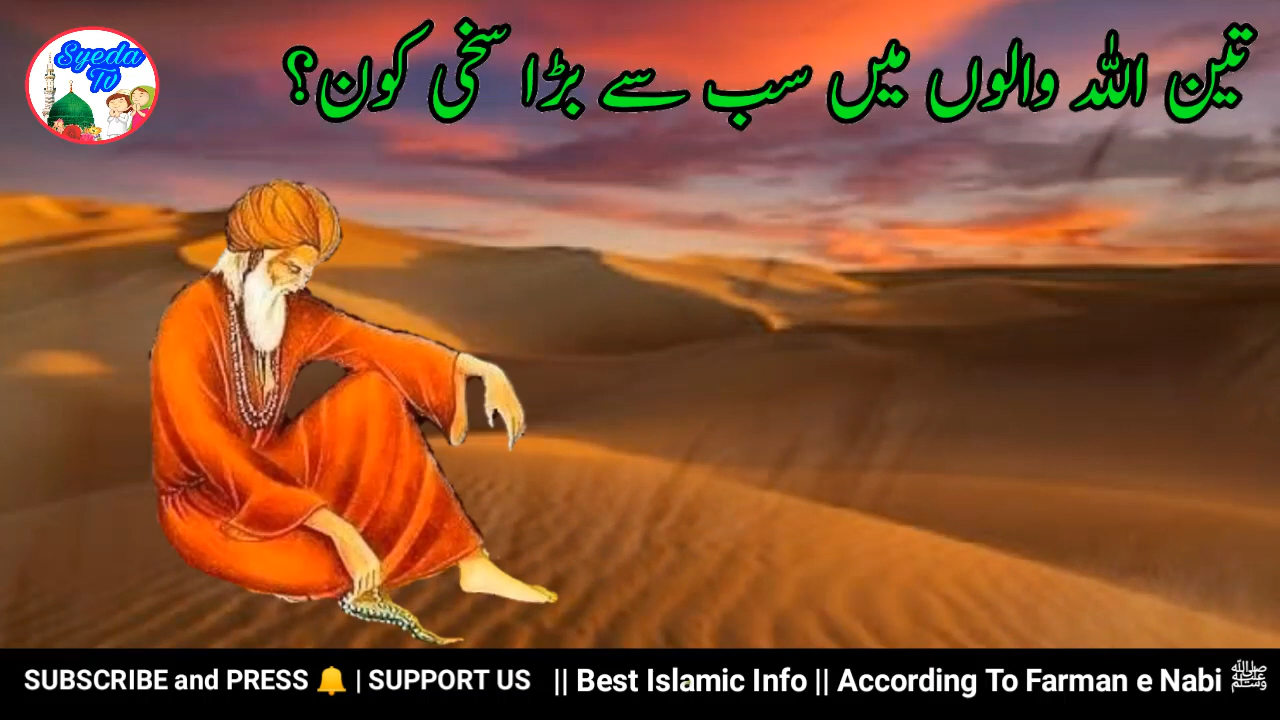 Syeda
Tv
تین اللہ والوں میں سب سے بڑا سخی کون؟
SUBSCRIBE and PRESS 🔔 | SUPPORT US || Best Islamic Info || According To Farman e Nabi ﷺ